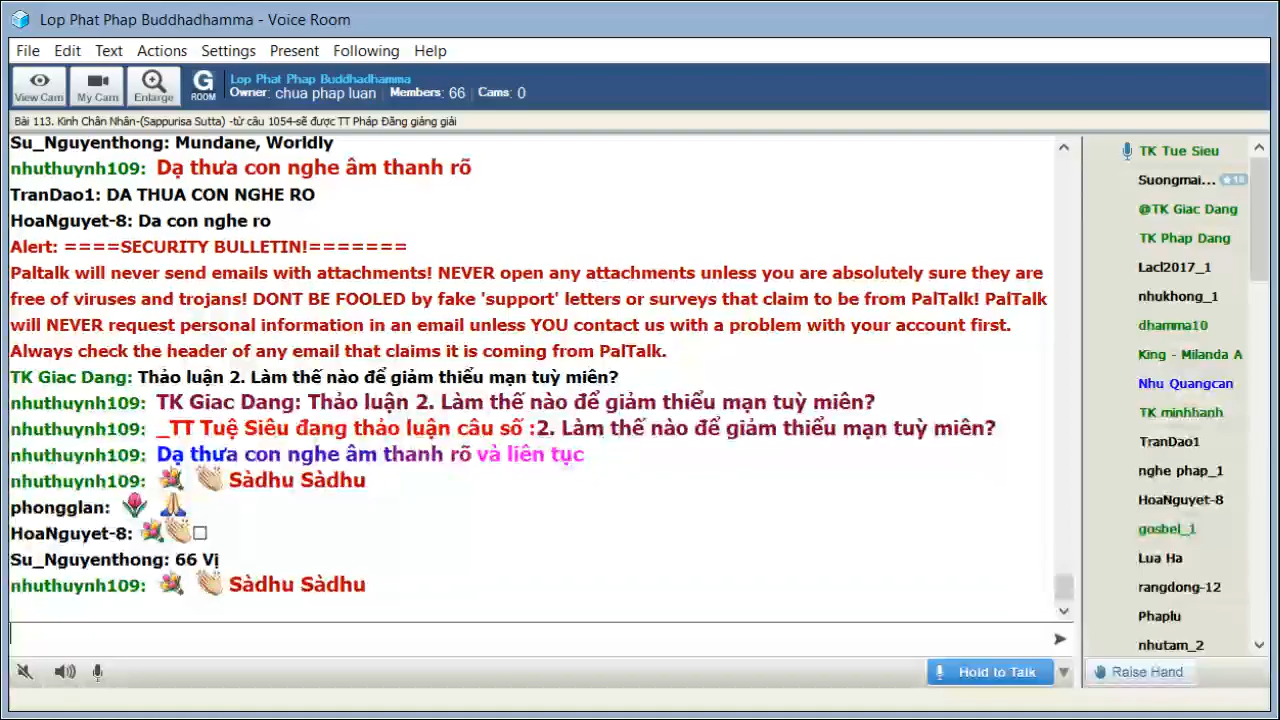 Lop Phat Phap Buddhadhamma - Voice Room
File Edit Text Actions Settings Present Following Help
View Cam My Cam Enlarge G ROOM
Lop Phat Phap Buddhadhamma
Owner: chua phap luan Members: 66 Cams: 0
Bài 113. Kinh Chân Nhân-(Sappurisa Sutta) -từ câu 1054-sẽ được TT Pháp Đăng giảng giải
Su_Nguyenthong: Mundane, Worldly
nhuthuynh109: Dạ thưa con nghe âm thanh rõ
TranDao1: DA THUA CON NGHE RO
HoaNguyet-8: Da con nghe ro
Alert: ====SECURITY BULLETIN!=======
Paltalk will never send emails with attachments! NEVER open any attachments unless you are absolutely sure they are
free of viruses and trojans! DONT BE FOOLED by fake 'support' letters or surveys that claim to be from PalTalk! PalTalk
will NEVER request personal information in an email unless YOU contact us with a problem with your account first.
Always check the header of any email that claims it is coming from PalTalk.
TK Giac Dang: Thảo luận 2. Làm thế nào để giảm thiểu mạn tuỳ miên?
nhuthuynh109: TK Giac Dang: Thảo luận 2. Làm thế nào để giảm thiểu mạn tuỳ miên?
nhuthuynh109: _TT Tuệ Siêu đang thảo luận câu số :2. Làm thế nào để giảm thiểu mạn tuỳ miên?
nhuthuynh109: Dạ thưa con nghe âm thanh rõ và liên tục
nhuthuynh109: Sàdhu Sàdhu
phongglan:
HoaNguyet-8:
Su_Nguyenthong: 66 Vị
nhuthuynh109: Sàdhu Sàdhu
Hold to Talk
TK Tue Sieu
Suongmai... 18
@TK Giac Dang
TK Phap Dang
Lacl2017_1
nhukhong_1
dhamma10
King - Milanda A
Nhu Quangcan
TK minhhanh
TranDao1
nghe phap_1
HoaNguyet-8
gosbel_1
Lua Ha
rangdong-12
Phaplu
nhutam_2
Raise Hand